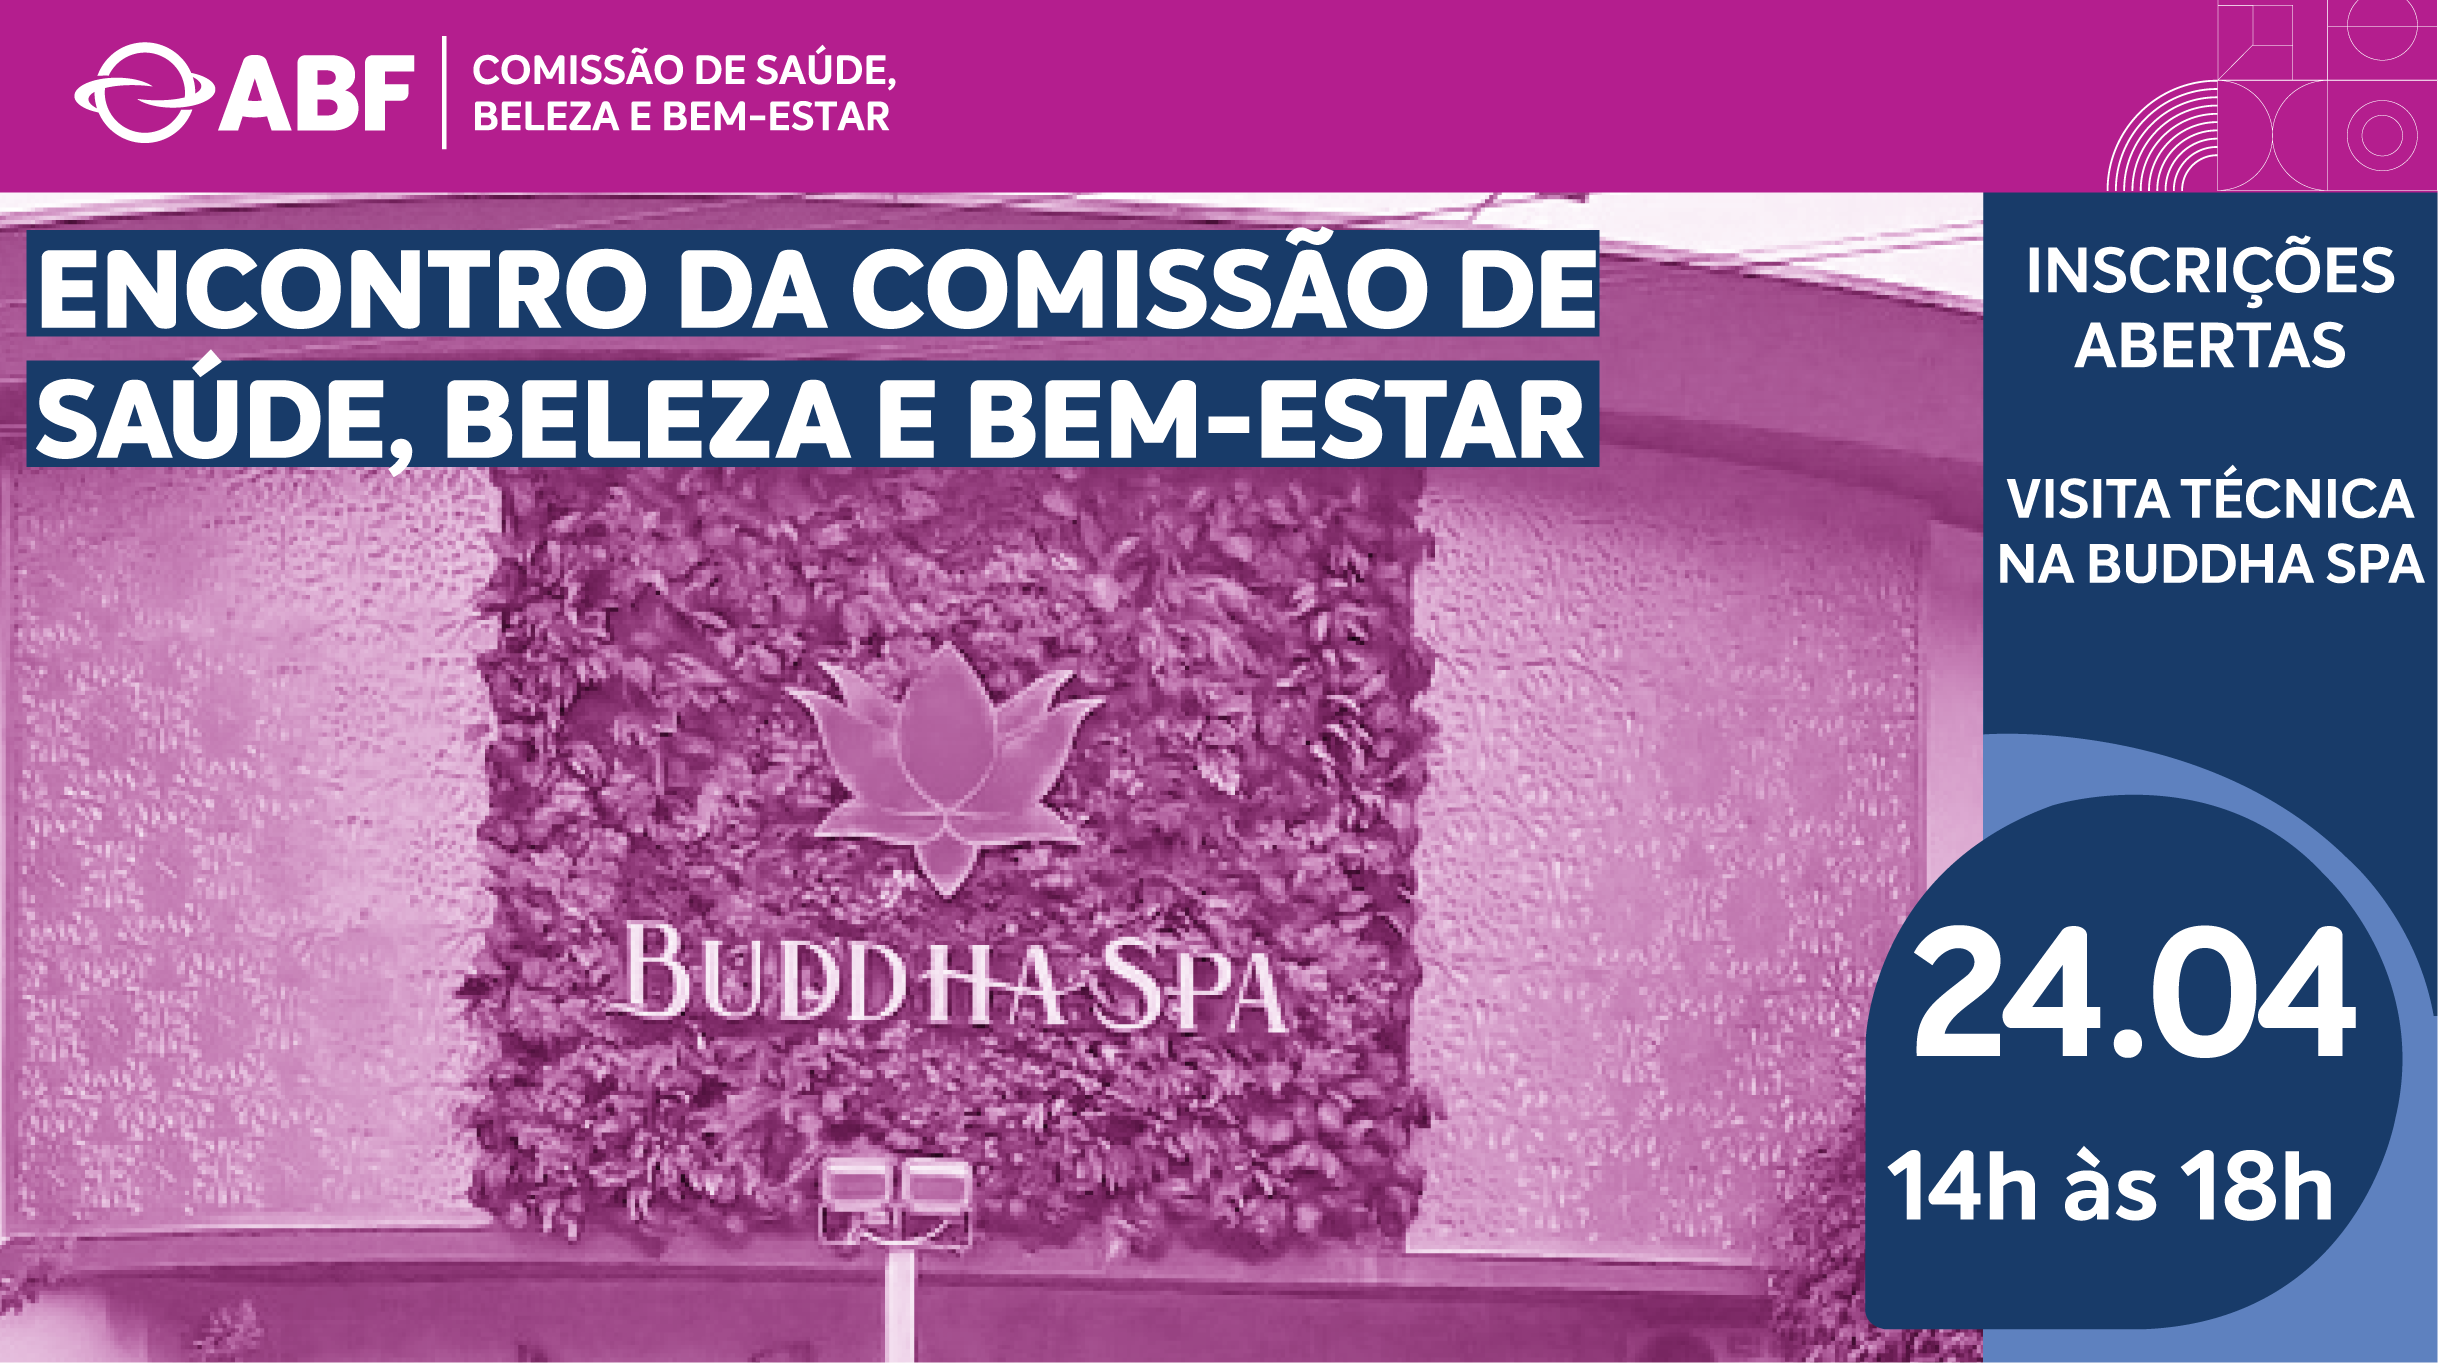 ABF
COMISSÃO DE SAÚDE,
BELEZA E BEM-ESTAR
ENCONTRO DA COMISSÃO DE
SAÚDE, BELEZA E BEM-ESTAR
INSCRIÇÕES
ABERTAS
VISITA TÉCNICA
NA BUDDHA SPA
BUDDHA SPA
24.04
14h às 18h